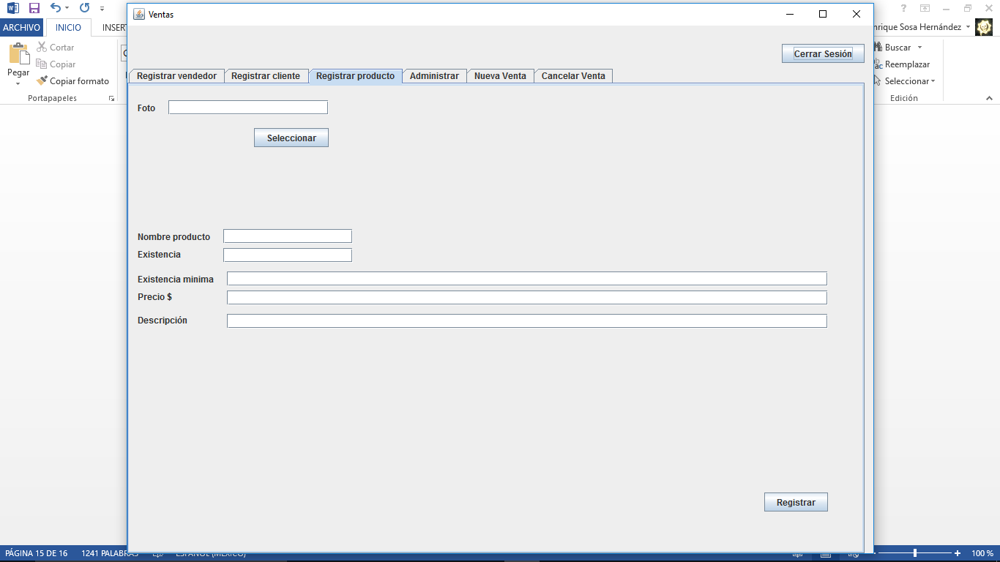 Ventas
ARCHIVO INICIO INSERT
nrique Sosa Hernández
Cortar
Copiar
Pegar
Copiar formato
Portapapeles
Buscar
Reemplazar
Seleccionar
Edición
Cerrar Sesión
Registrar vendedor Registrar cliente Registrar producto Administrar Nueva Venta Cancelar Venta
Foto
Seleccionar
Nombre producto
Existencia
Existencia minima
Precio $
Descripción
Registrar
PÁGINA 15 DE 16 1241 PALABRAS ESPAÑOL (MÉXICO) 100 %